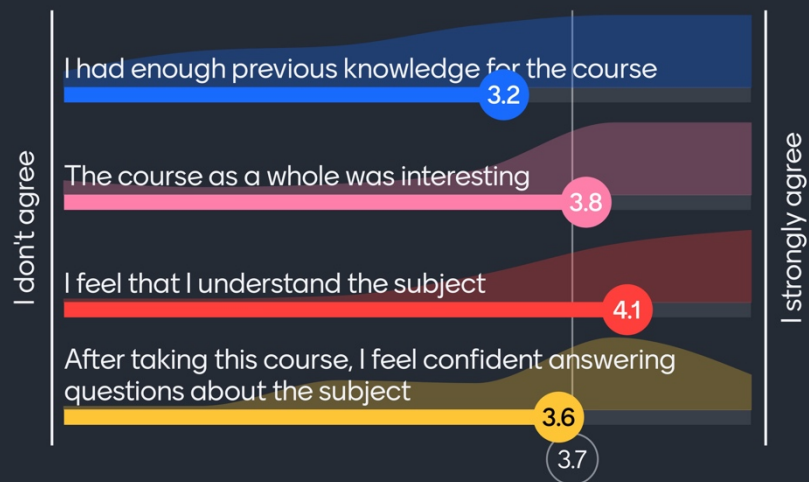 I don't agree
I had enough previous knowledge for the course
3.2
The course as a whole was interesting
3.8
I feel that I understand the subject
4.1
After taking this course, I feel confident answering
questions about the subject
3.6
3.7
I strongly agree